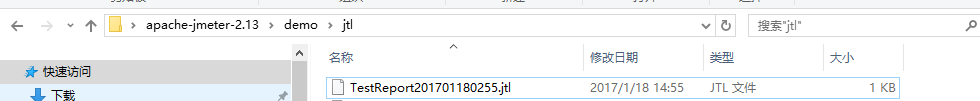 apache-jmeter-2.13 › demo › jtl
搜索"jtl"
名称 修改日期 类型 大小
快速访问
TestReport201701180255.jtl 2017/1/18 14:55 JTL 文件 1 KB
下载